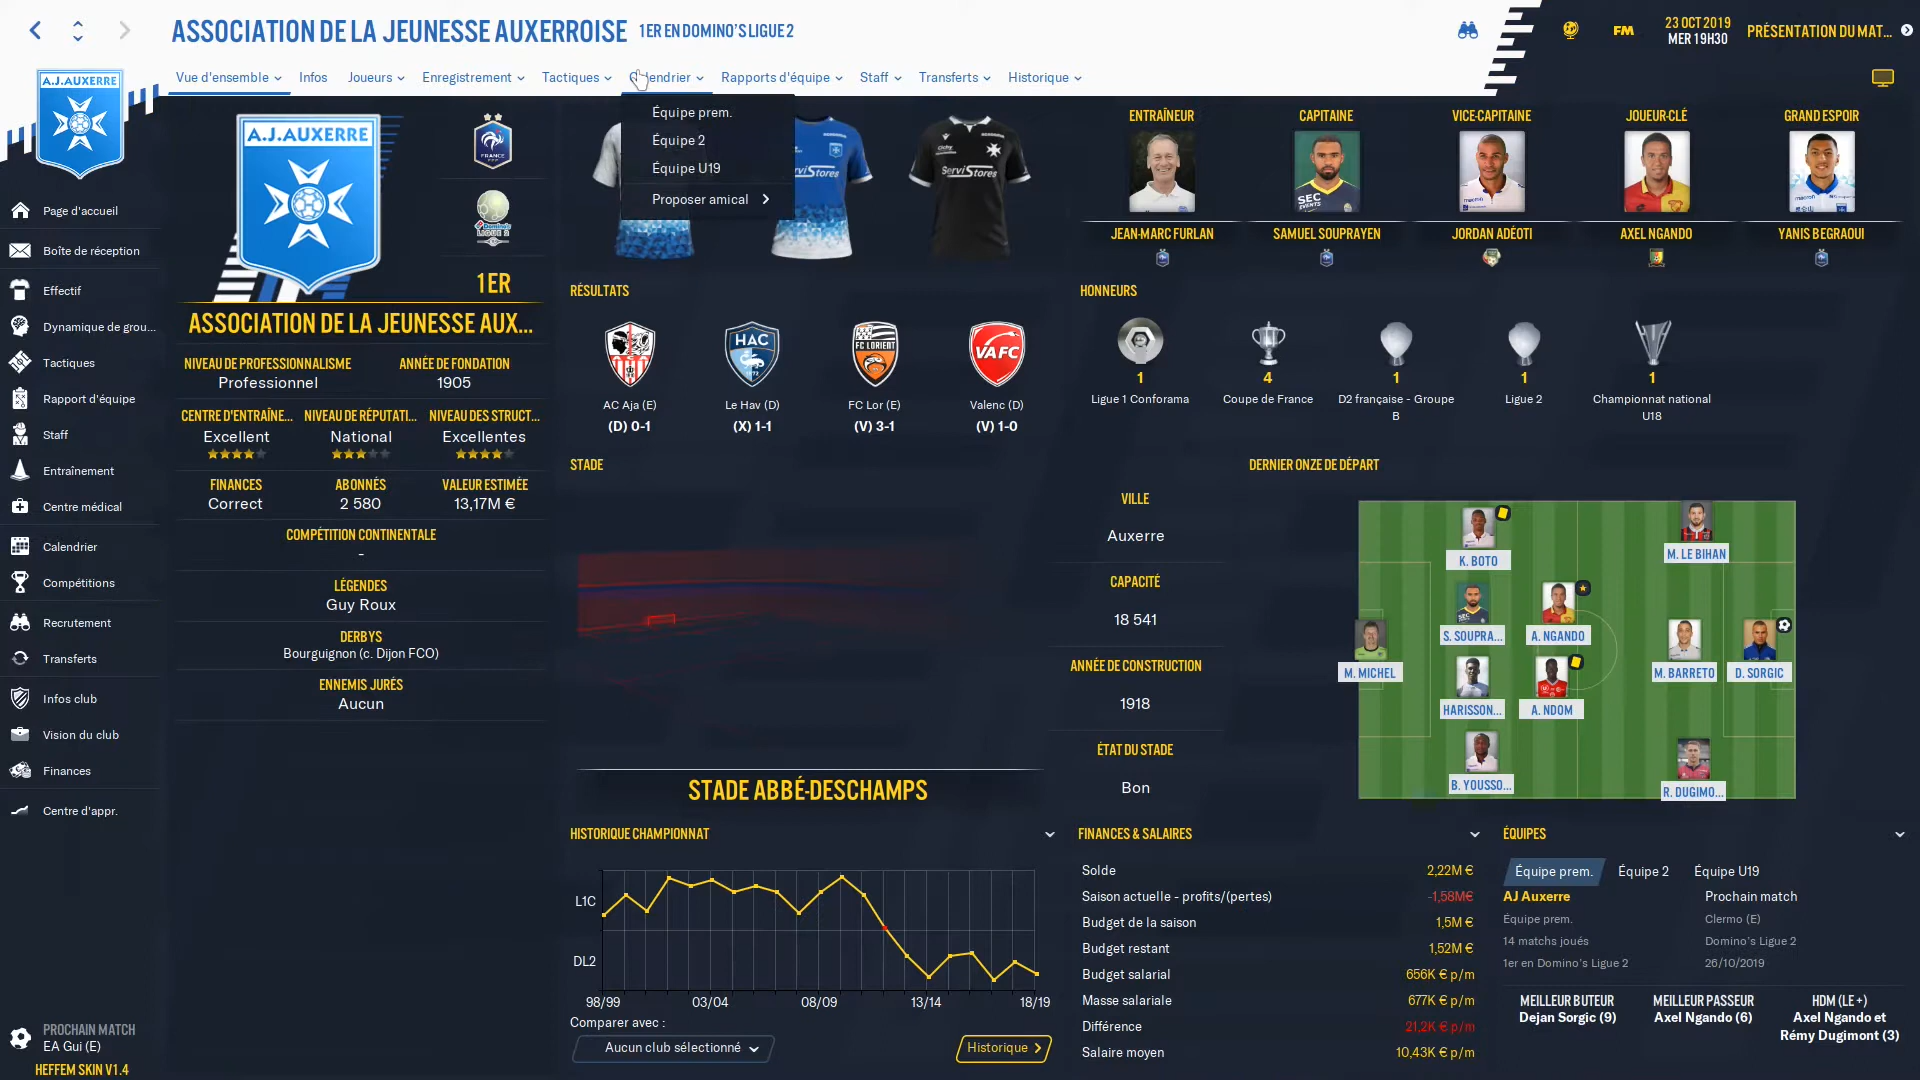 ASSOCIATION DE LA JEUNESSE AUXERROISE 1ER EN DOMINO'S LIGUE 2
FM
23 OCT 2019
MER 19H30
PRÉSENTATION DU MAT...
Vue d'ensemble
Infos
Joueurs
Enregistrement
Tactiques
Rapports d'équipe
Staff
Transferts
Historique
Équipe prem.
Équipe 2
Équipe U19
Proposer amical
A.J.AUXERRE
Page d'accueil
Boîte de réception
Effectif
Dynamique de grou...
Tactiques
Rapport d'équipe
Staff
Entraînement
Centre médical
Calendrier
Compétitions
Recrutement
Transferts
Infos club
Vision du club
Finances
Centre d'appr.
PROCHAIN MATCH
EA Gui (E)
HEFFEM SKIN V1.4
A.J.AUXERRE
FRANCE
FFF
1ER
ASSOCIATION DE LA JEUNESSE AUX...
NIVEAU DE PROFESSIONNALISME
Professionnel
ANNÉE DE FONDATION
1905
CENTRE D'ENTRAÎNE...
Excellent
NIVEAU DE RÉPUTATI...
National
NIVEAU DES STRUCT...
Excellentes
FINANCES
Correct
ABONNÉS
2 580
VALEUR ESTIMÉE
13,17M €
COMPÉTITION CONTINENTALE
-
LÉGENDES
Guy Roux
DERBYS
Bourguignon (c. Dijon FCO)
ENNEMIS JURÉS
Aucun
ServiStores
ServiStores
RÉSULTATS
HAC
FC LORIENT
VAFC
AC Aja (E)
(D) 0-1
Le Hav (D)
(X) 1-1
FC Lor (E)
(V) 3-1
Valenc (D)
(V) 1-0
ENTRAÎNEUR
JEAN-MARC FURLAN
CAPITAINE
SAMUEL SOUPRAYEN
VICE-CAPITAINE
JORDAN ADÉOTI
JOUEUR-CLÉ
AXEL NGANDO
GRAND ESPOIR
YANIS BEGRAOUI
HONNEURS
1
Ligue 1 Conforama
4
Coupe de France
1
D2 française - Groupe
B
1
Ligue 2
1
Championnat national
U18
STADE
STADE ABBÉ-DESCHAMPS
VILLE
Auxerre
CAPACITÉ
18 541
ANNÉE DE CONSTRUCTION
1918
ÉTAT DU STADE
Bon
DERNIER ONZE DE DÉPART
K. BOTO
M. LE BIHAN
S. SOUPRA...
A. NGANDO
M. MICHEL
M. BARRETO
D. SORGIC
HARISSON...
A. NDOM
B. YOUSSO...
R. DUGIMO...
HISTORIQUE CHAMPIONNAT
L1C
DL2
98/99 03/04 08/09 13/14 18/19
Comparer avec :
Aucun club sélectionné
Historique
FINANCES & SALAIRES
Solde 2,22M €
Saison actuelle - profits/(pertes) -1,58M€
Budget de la saison 1,5M €
Budget restant 1,52M €
Budget salarial 656K € p/m
Masse salariale 677K € p/m
Différence 21,2K € p/m
Salaire moyen 10,43K € p/m
ÉQUIPES
Équipe prem. Équipe 2 Équipe U19
AJ Auxerre
Équipe prem.
14 matchs joués
1er en Domino's Ligue 2
Prochain match
Clermo (E)
Domino's Ligue 2
26/10/2019
MEILLEUR BUTEUR
Dejan Sorgic (9)
MEILLEUR PASSEUR
Axel Ngando (6)
HDM (LE +)
Axel Ngando et
Rémy Dugimont (3)